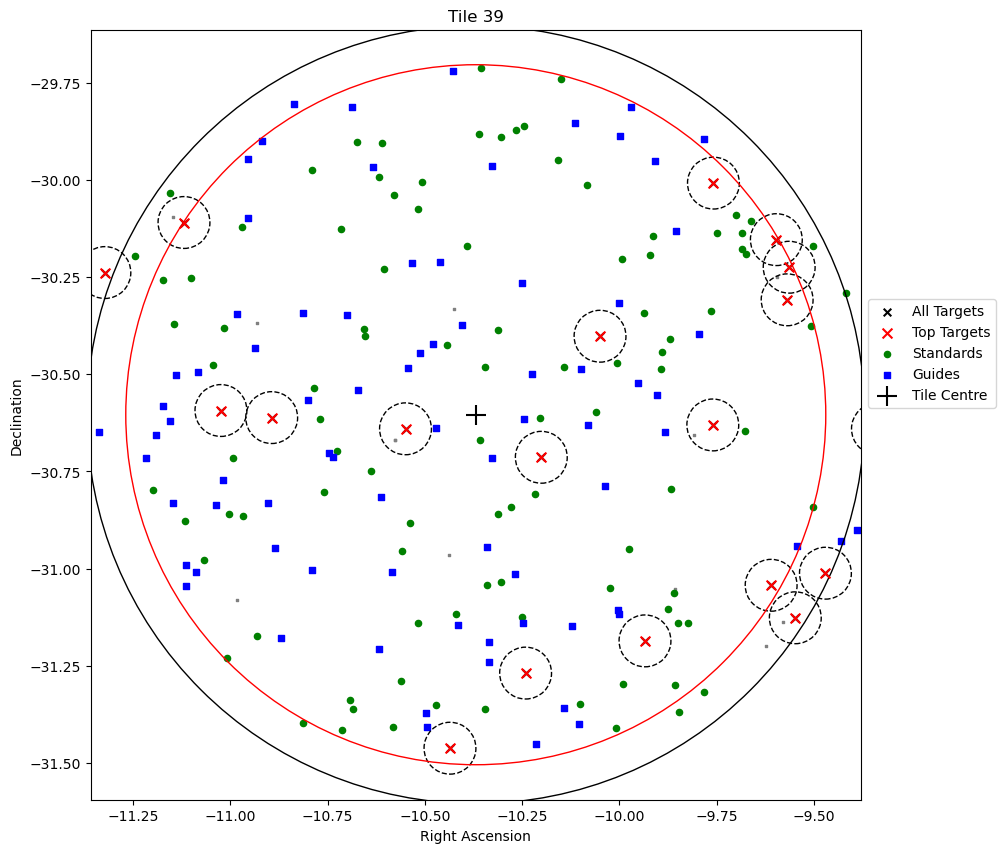 Tile 39
Declination
−29.75
−30.00
−30.25
−30.50
−30.75
−31.00
−31.25
−31.50
All Targets
Top Targets
Standards
Guides
Tile Centre
−11.25
−11.00
−10.75
−10.50
−10.25
−10.00
−9.75
−9.50
Right Ascension